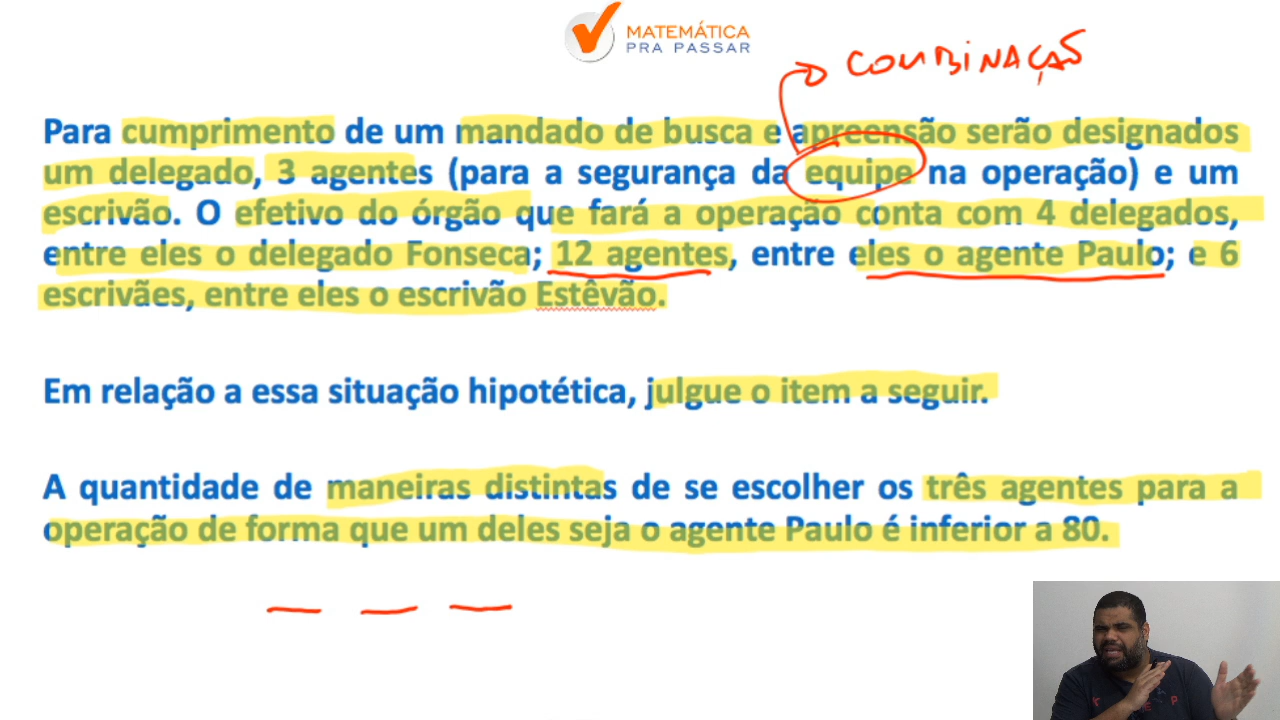 MATEMÁTICA
PRA PASSAR
COMBINAÇÃO
Para cumprimento de um mandado de busca e apreensão serão designados
um delegado, 3 agentes (para a segurança da equipe na operação) e um
escrivão. O efetivo do órgão que fará a operação conta com 4 delegados,
entre eles o delegado Fonseca; 12 agentes, entre eles o agente Paulo; e 6
escrivães, entre eles o escrivão Estêvão.
Em relação a essa situação hipotética, julgue o item a seguir.
A quantidade de maneiras distintas de se escolher os três agentes para a
operação de forma que um deles seja o agente Paulo é inferior a 80.